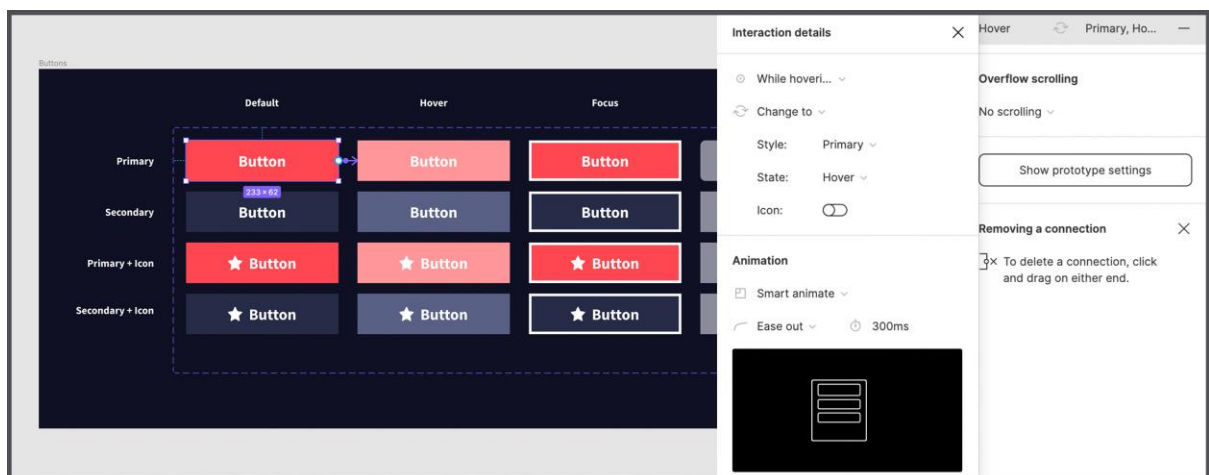 Buttons
Default Hover Focus
Primary Button Button Button
233 × 62
Secondary Button Button Button
Primary + Icon Button Button Button
Secondary + Icon Button Button Button
Interaction details
While hoveri...
Change to
Style: Primary
State: Hover
Icon:
Animation
Smart animate
Ease out 300ms
Hover Primary, Ho...
Overflow scrolling
No scrolling
Show prototype settings
Removing a connection
To delete a connection, click
and drag on either end.